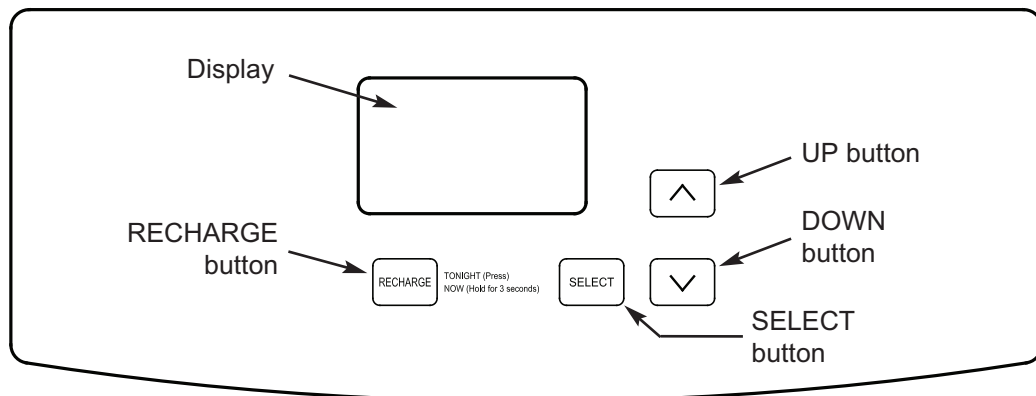 Display
UP button
RECHARGE
button
DOWN
button
RECHARGE
TONIGHT (Press)
NOW (Hold for 3 seconds)
SELECT
SELECT
button